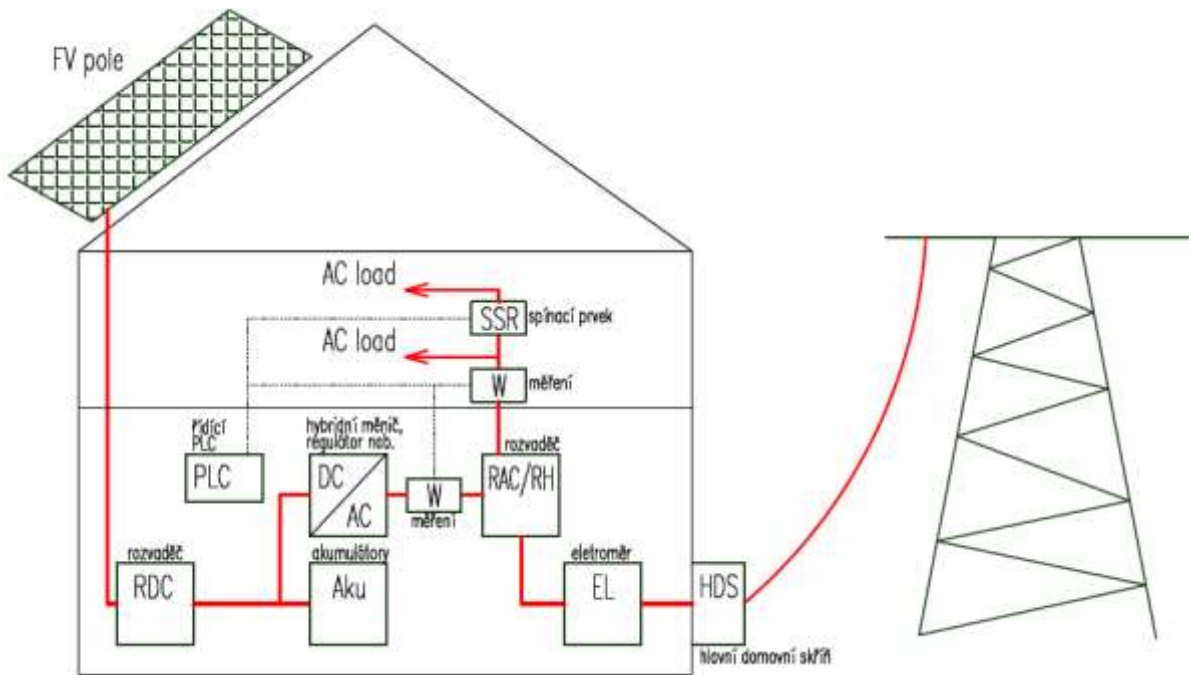 FV pole
AC load
SSR
spínací prvek
AC load
W
měření
řídící
PLC
PLC
hybridní měnič,
regulátor nab.
DC
AC
W
měření
rozvaděč
RAC/RH
rozvaděč
RDC
akumulátory
Aku
eletroměr
EL
HDS
hlavní domovní skříň